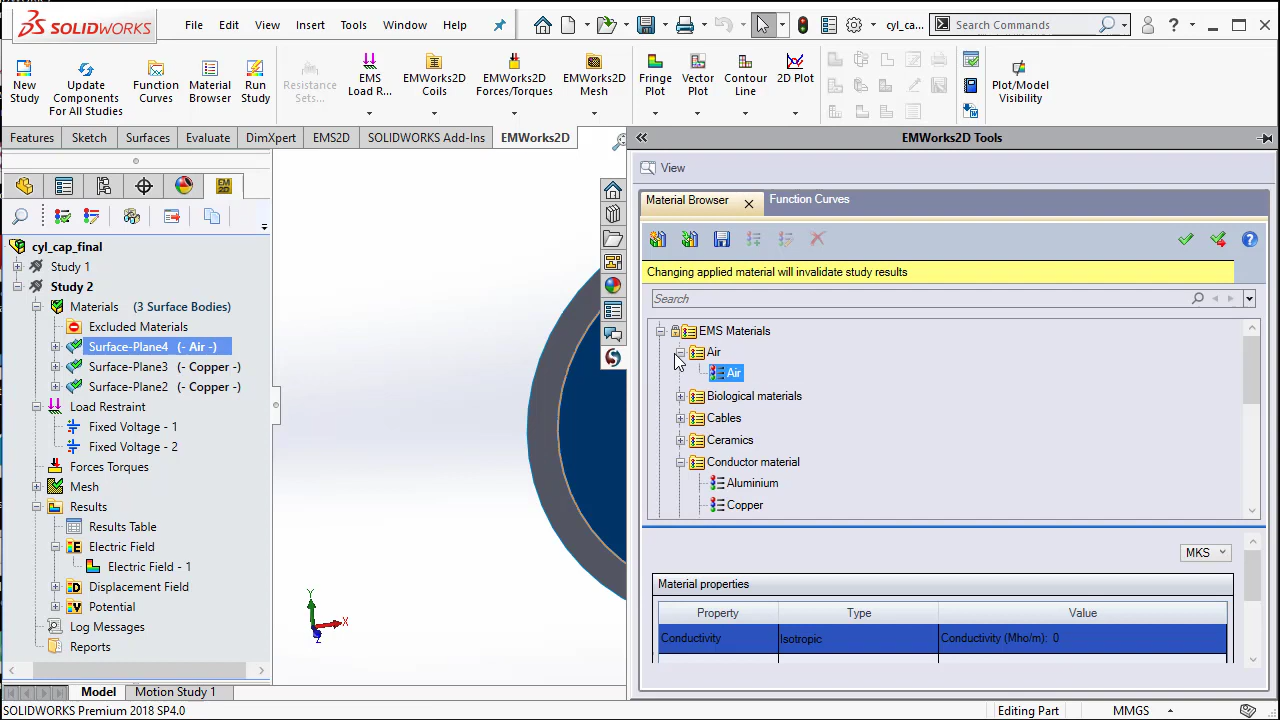 SOLIDWORKS File Edit View Insert Tools Window Help cyl_ca... Search Commands ?
New Study
Update Components For All Studies
Function Curves
Material Browser
Run Study
Resistance Sets...
EMS Load R...
EMWorks2D Coils
EMWorks2D Forces/Torques
EMWorks2D Mesh
Fringe Plot
Vector Plot
Contour Line
2D Plot
Plot/Model Visibility
Features Sketch Surfaces Evaluate DimXpert EMS2D SOLIDWORKS Add-Ins EMWorks2D
EM 2D
cyl_cap_final
Study 1
Study 2
Materials (3 Surface Bodies)
Excluded Materials
Surface-Plane4 (- Air -)
Surface-Plane3 (- Copper -)
Surface-Plane2 (- Copper -)
Load Restraint
Fixed Voltage - 1
Fixed Voltage - 2
Forces Torques
Mesh
Results
Results Table
E Electric Field
Electric Field - 1
D Displacement Field
V Potential
Log Messages
Reports
Y
X
Z
EMWorks2D Tools
View
Material Browser Function Curves
Changing applied material will invalidate study results
Search
EMS Materials
Air
Air
Biological materials
Cables
Ceramics
Conductor material
Aluminium
Copper
MKS
Material properties
Property Type Value
Conductivity Isotropic Conductivity (Mho/m): 0
Model Motion Study 1
SOLIDWORKS Premium 2018 SP4.0 Editing Part MMGS